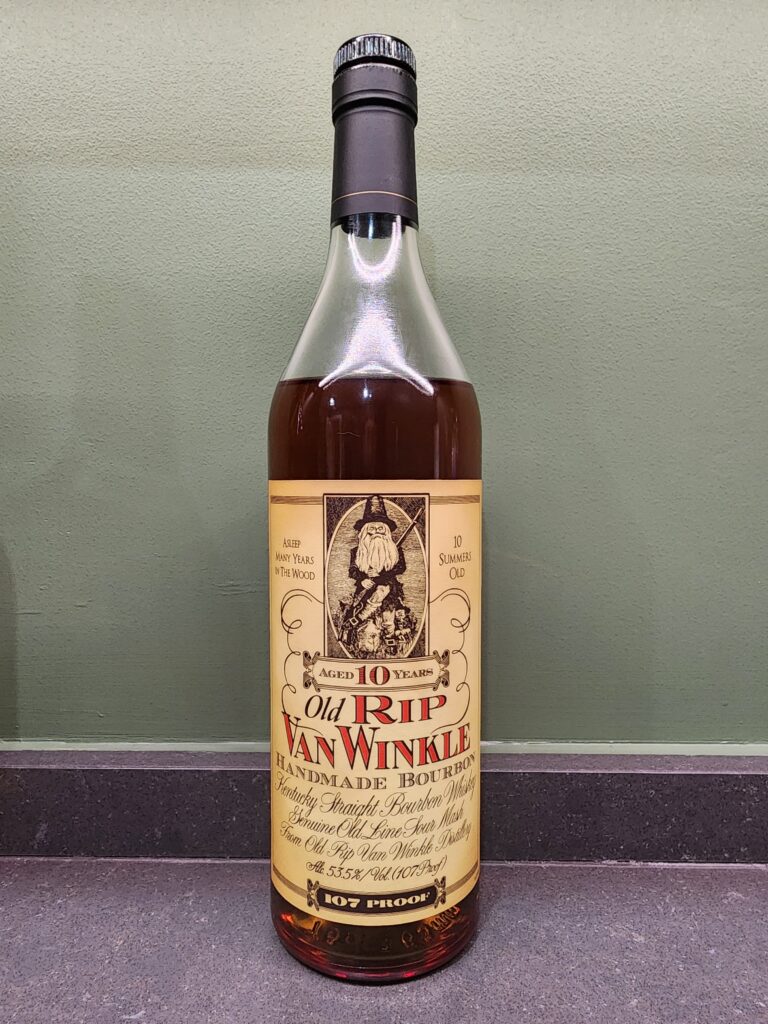 ASLEEP
MANY YEARS
IN THE WOOD
10
SUMMERS
OLD
AGED 10 YEARS
Old RIP
VAN WINKLE
HANDMADE BOURBON
Kentucky Straight Bourbon Whiskey
Genuine Old Line Sour Mash
From Old Rip Van Winkle Distillery
Alc. 53.5% / Vol. (107 Proof)
107 PROOF